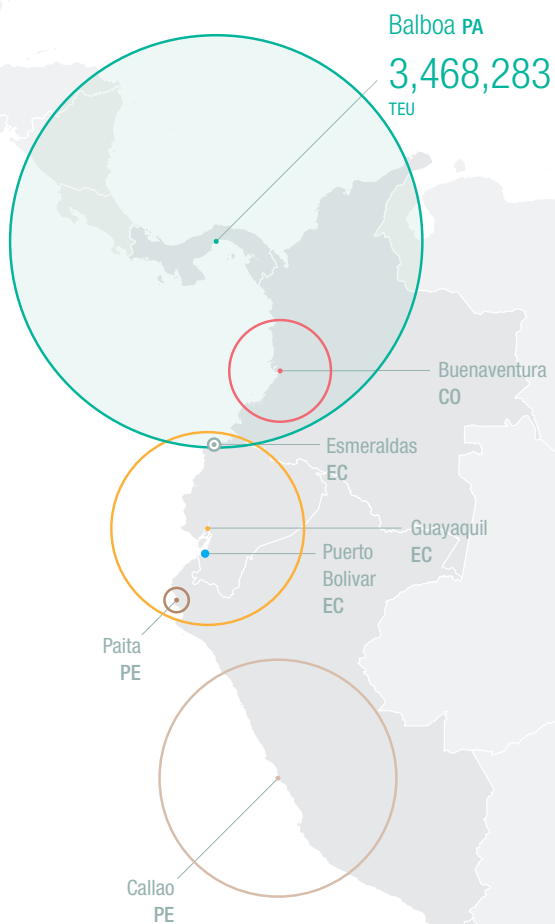 Balboa PA
3,468,283
TEU
Buenaventura
CO
Esmeraldas
EC
Guayaquil
EC
Puerto
Bolivar
EC
Paita
PE
Callao
PE